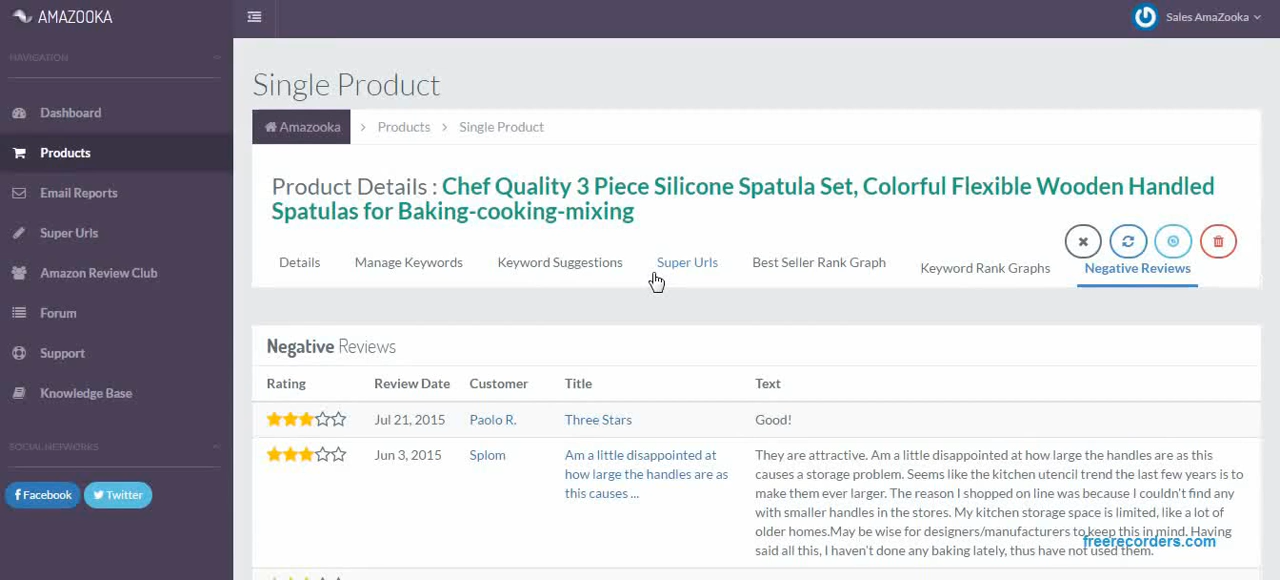 AMAZOOKA
Sales AmaZooka
NAVIGATION
Dashboard
Products
Email Reports
Super Urls
Amazon Review Club
Forum
Support
Knowledge Base
SOCIAL NETWORKS
Facebook
Twitter
Single Product
Amazooka > Products > Single Product
Product Details : Chef Quality 3 Piece Silicone Spatula Set, Colorful Flexible Wooden Handled
Spatulas for Baking-cooking-mixing
Details Manage Keywords Keyword Suggestions Super Urls Best Seller Rank Graph Keyword Rank Graphs Negative Reviews
Negative Reviews
Rating Review Date Customer Title Text
Jul 21, 2015 Paolo R. Three Stars Good!
Jun 3, 2015 Splom
Am a little disappointed at
how large the handles are as
this causes ...
They are attractive. Am a little disappointed at how large the handles are as this
causes a storage problem. Seems like the kitchen utencil trend the last few years is to
make them ever larger. The reason I shopped on line was because I couldn't find any
with smaller handles in the stores. My kitchen storage space is limited, like a lot of
older homes.May be wise for designers/manufacturers to keep this in mind. Having
said all this, I haven't done any baking lately, thus have not used them.
freerecorders.com